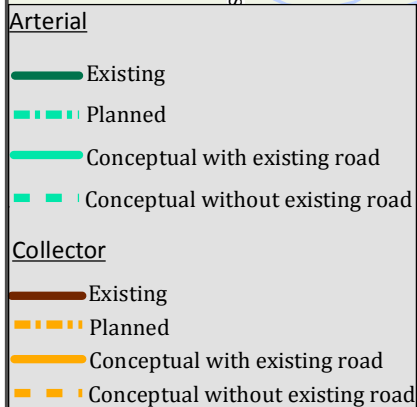 Arterial
Existing
Planned
Conceptual with existing road
Conceptual without existing road
Collector
Existing
Planned
Conceptual with existing road
Conceptual without existing road